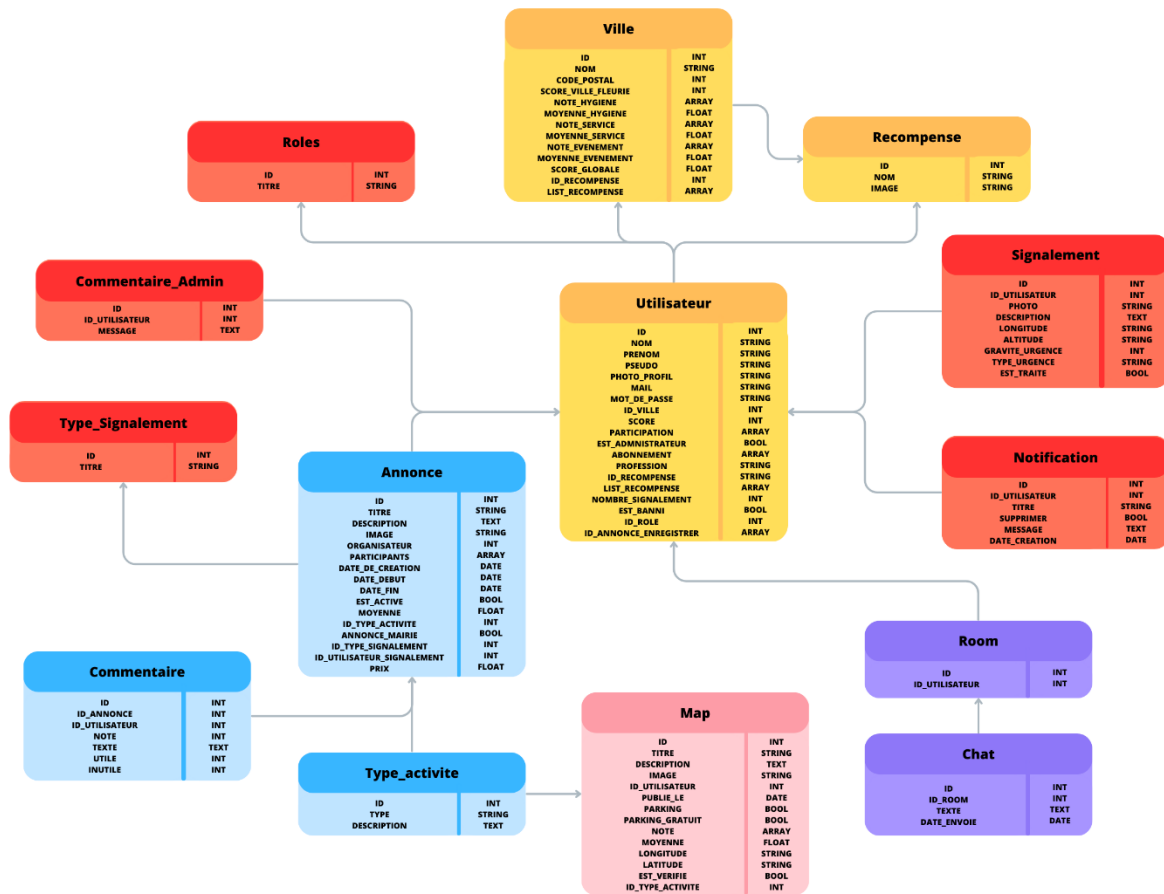 Ville
ID INT
NOM STRING
CODE_POSTAL INT
SCORE_VILLE_FLEURIE INT
NOTE_HYGIENE ARRAY
MOYENNE_HYGIENE FLOAT
NOTE_SERVICE ARRAY
MOYENNE_SERVICE FLOAT
NOTE_EVENEMENT ARRAY
MOYENNE_EVENEMENT FLOAT
SCORE_GLOBALE FLOAT
ID_RECOMPENSE INT
LIST_RECOMPENSE ARRAY
Roles
ID INT
TITRE STRING
Recompense
ID INT
NOM STRING
IMAGE STRING
Commentaire_Admin
ID INT
ID_UTILISATEUR INT
MESSAGE TEXT
Utilisateur
ID INT
NOM STRING
PRENOM STRING
PSEUDO STRING
PHOTO_PROFIL STRING
MAIL STRING
MOT_DE_PASSE STRING
ID_VILLE INT
SCORE INT
PARTICIPATION ARRAY
EST_ADMNISTRATEUR BOOL
ABONNEMENT ARRAY
PROFESSION STRING
ID_RECOMPENSE STRING
LIST_RECOMPENSE ARRAY
NOMBRE_SIGNALEMENT INT
EST_BANNI BOOL
ID_ROLE INT
ID_ANNONCE_ENREGISTRER ARRAY
Signalement
ID INT
ID_UTILISATEUR INT
PHOTO STRING
DESCRIPTION TEXT
LONGITUDE STRING
ALTITUDE STRING
GRAVITE_URGENCE INT
TYPE_URGENCE STRING
EST_TRAITE BOOL
Type_Signalement
ID INT
TITRE STRING
Annonce
ID INT
TITRE STRING
DESCRIPTION TEXT
IMAGE STRING
ORGANISATEUR INT
PARTICIPANTS ARRAY
DATE_DE_CREATION DATE
DATE_DEBUT DATE
DATE_FIN DATE
EST_ACTIVE BOOL
MOYENNE FLOAT
ID_TYPE_ACTIVITE INT
ANNONCE_MAIRIE BOOL
ID_TYPE_SIGNALEMENT INT
ID_UTILISATEUR_SIGNALEMENT INT
PRIX FLOAT
Notification
ID INT
ID_UTILISATEUR INT
TITRE STRING
SUPPRIMER BOOL
MESSAGE TEXT
DATE_CREATION DATE
Commentaire
ID INT
ID_ANNONCE INT
ID_UTILISATEUR INT
NOTE INT
TEXTE TEXT
UTILE INT
INUTILE INT
Room
ID INT
ID_UTILISATEUR INT
Map
ID INT
TITRE STRING
DESCRIPTION TEXT
IMAGE STRING
ID_UTILISATEUR INT
PUBLIE_LE DATE
PARKING BOOL
PARKING_GRATUIT BOOL
NOTE ARRAY
MOYENNE FLOAT
LONGITUDE STRING
LATITUDE STRING
EST_VERIFIE BOOL
ID_TYPE_ACTIVITE INT
Type_activite
ID INT
TYPE STRING
DESCRIPTION TEXT
Chat
ID INT
ID_ROOM INT
TEXTE TEXT
DATE_ENVOIE DATE